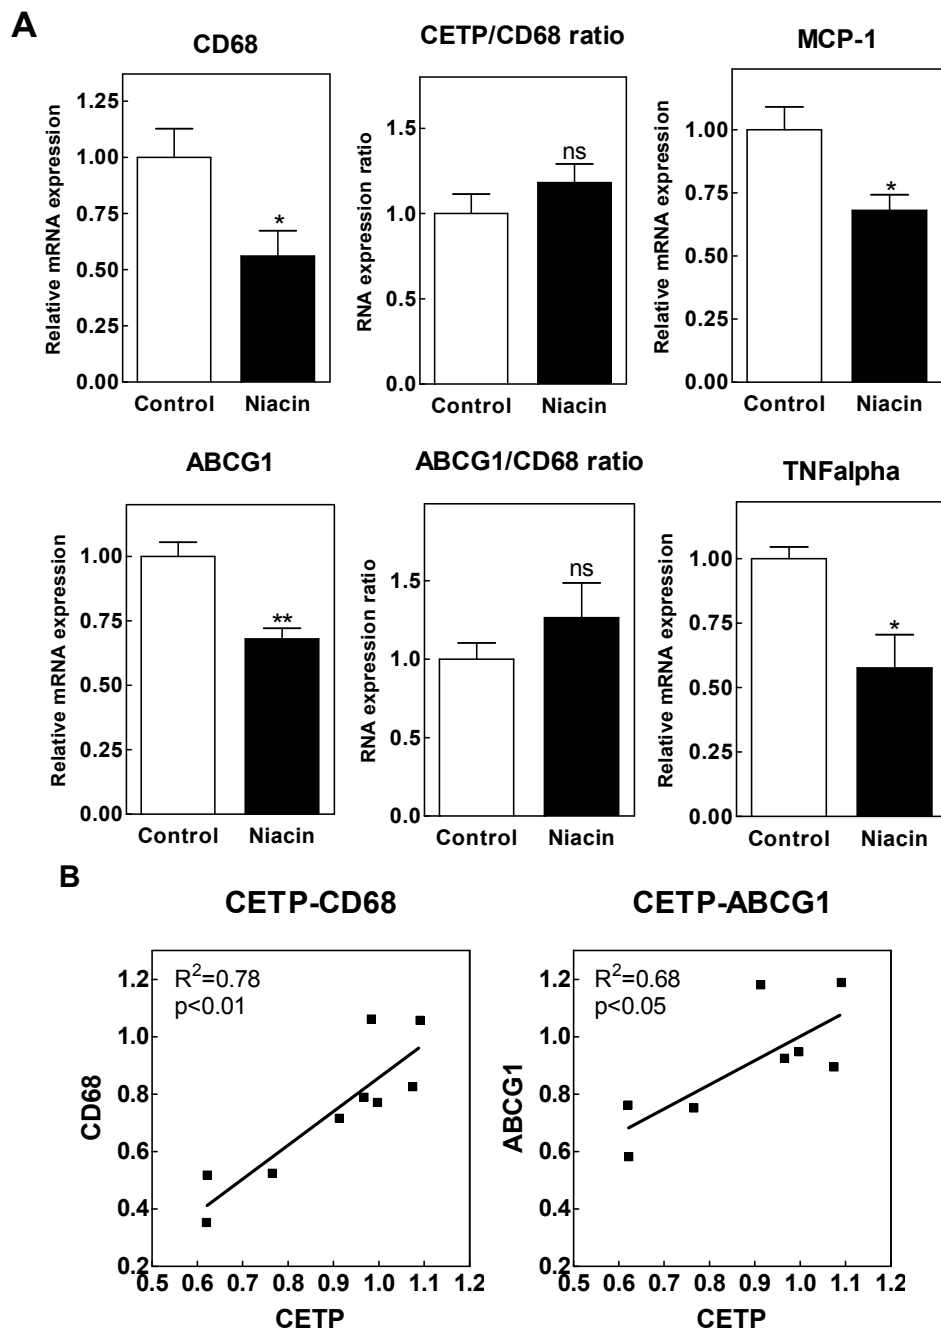 A
CD68
Relative mRNA expression
1.25
1.00
0.75
0.50
0.25
0.00
*
Control Niacin
CETP/CD68 ratio
RNA expression ratio
1.5
1.0
0.5
0.0
ns
Control Niacin
MCP-1
Relative mRNA expression
1.00
0.75
0.50
0.25
0.00
*
Control Niacin
ABCG1
Relative mRNA expression
1.00
0.75
0.50
0.25
0.00
**
Control Niacin
ABCG1/CD68 ratio
RNA expression ratio
1.5
1.0
0.5
0.0
ns
Control Niacin
TNFalpha
Relative mRNA expression
1.00
0.75
0.50
0.25
0.00
*
Control Niacin
B
CETP-CD68
R²=0.78
p<0.01
CD68
1.2
1.0
0.8
0.6
0.4
0.2
0.5 0.6 0.7 0.8 0.9 1.0 1.1 1.2
CETP
CETP-ABCG1
R²=0.68
p<0.05
ABCG1
1.2
1.0
0.8
0.6
0.4
0.2
0.5 0.6 0.7 0.8 0.9 1.0 1.1 1.2
CETP